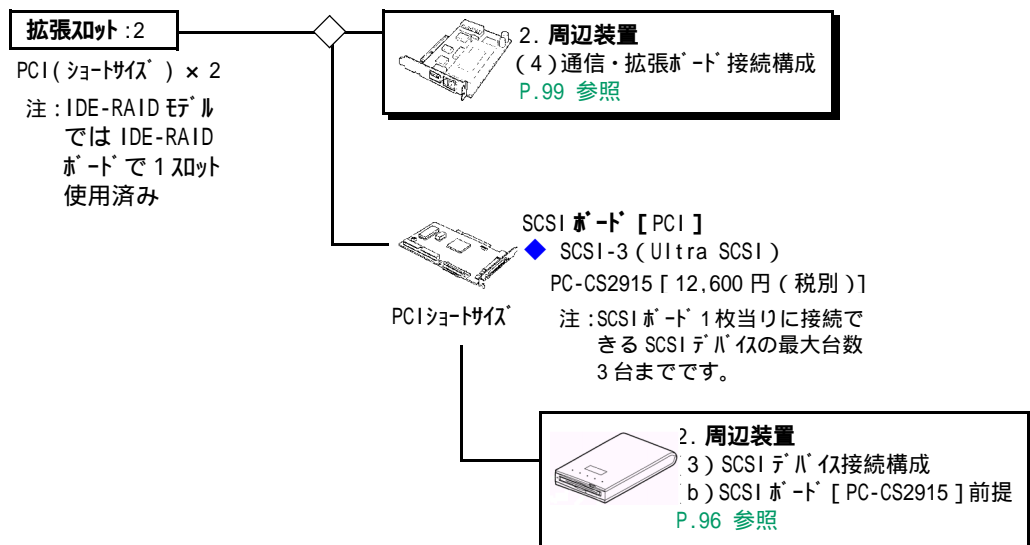 拡張スロット:2
PCI(ショートサイズ) × 2
注:IDE-RAID モデル
では IDE-RAID
ボードで 1 スロット
使用済み
2. 周辺装置
(4)通信・拡張ボード接続構成
P.99 参照
SCSI ボード [PCI]
◆ SCSI-3(Ultra SCSI)
PC-CS2915 [ 12,600 円(税別)]
PCIショートサイズ
注:SCSI ボード 1 枚当りに接続で
きる SCSI デバイスの最大台数
3 台までです。
2. 周辺装置
3)SCSI デバイス接続構成
b)SCSI ボード [ PC-CS2915 ] 前提
P.96 参照